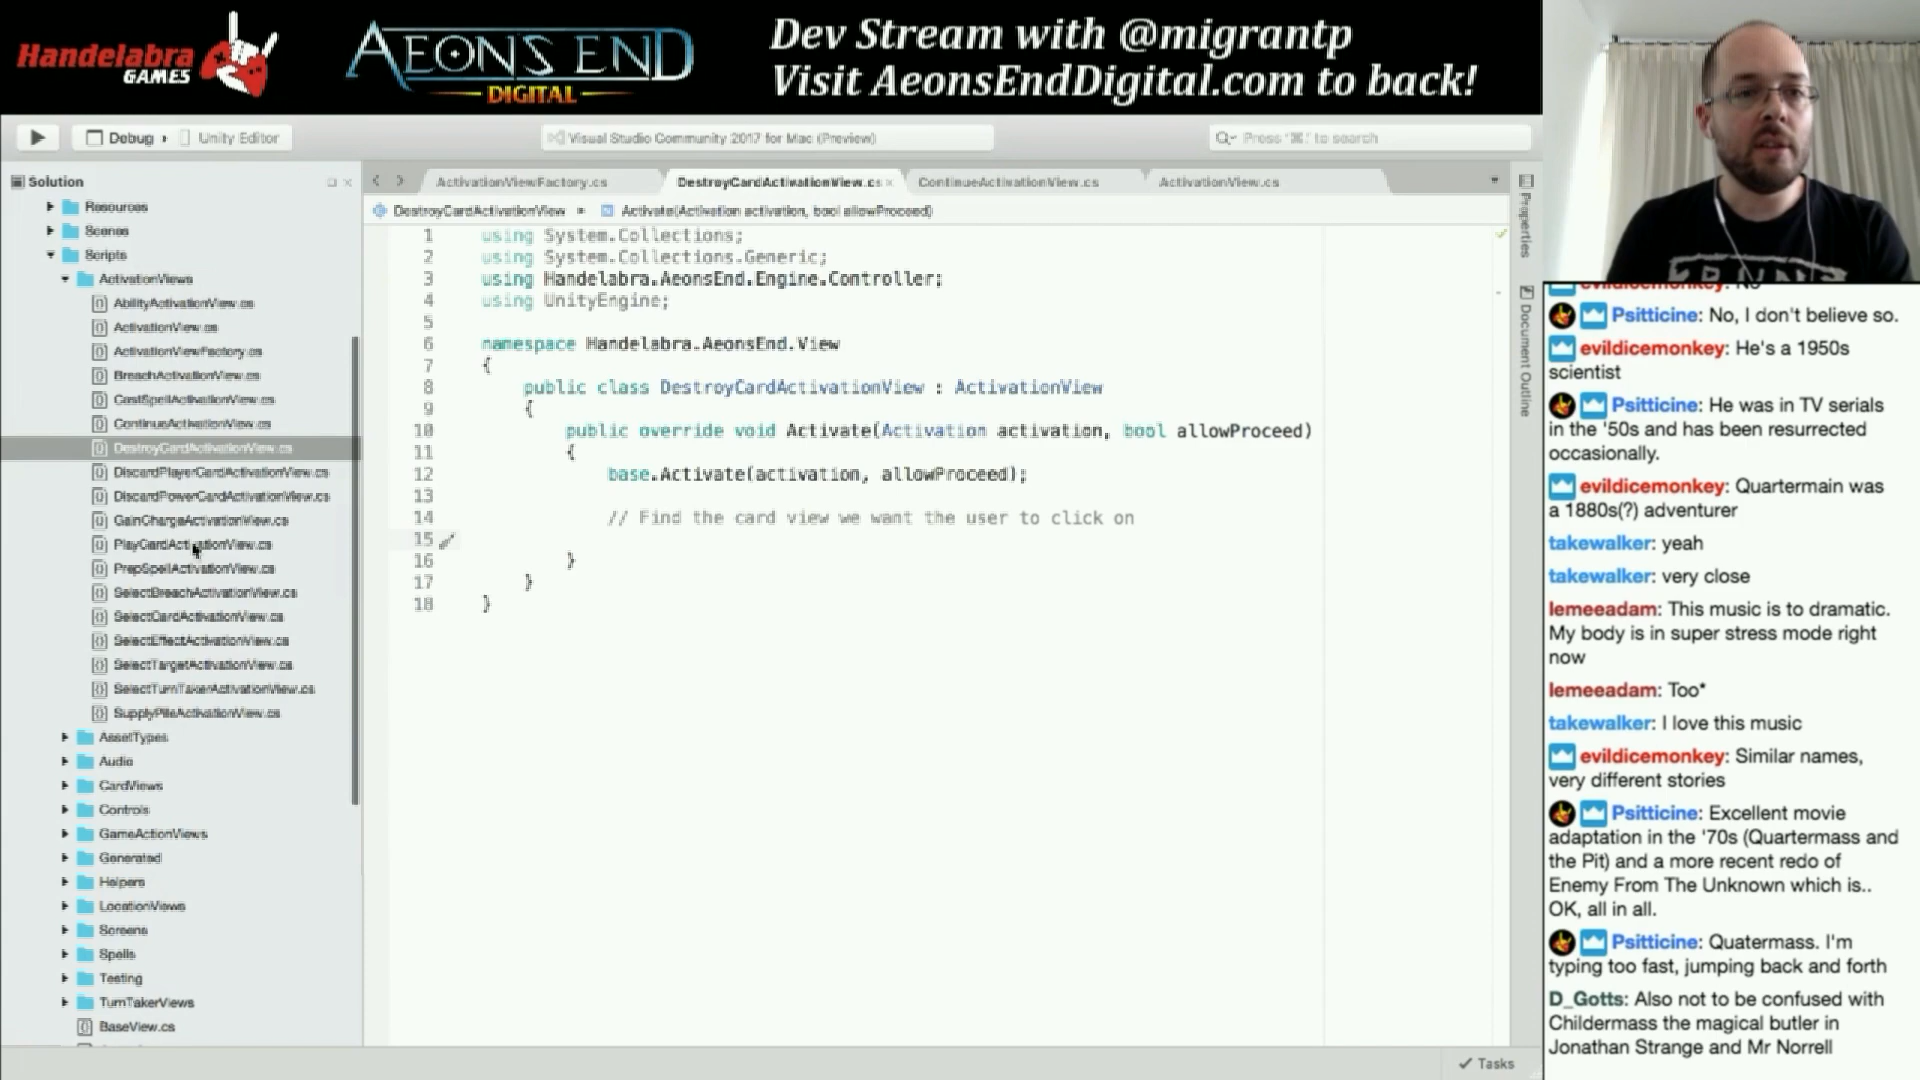 Handelabra
GAMES
AEONS END
DIGITAL
Dev Stream with @migrantp
Visit AeonsEndDigital.com to back!
Debug
Unity Editor
Visual Studio Community 2017 for Mac (Preview)
Press '⌘.' to search
Solution
Resources
Scenes
Scripts
ActivationViews
AbilityActivationView.cs
ActivationView.cs
ActivationViewFactory.cs
BreachActivationView.cs
CastSpellActivationView.cs
ContinueActivationView.cs
DestroyCardActivationView.cs
DiscardPlayerCardActivationView.cs
DiscardPowerCardActivationView.cs
GainChargeActivationView.cs
PlayCardActivationView.cs
PrepSpellActivationView.cs
SelectBreachActivationView.cs
SelectCardActivationView.cs
SelectEffectActivationView.cs
SelectTargetActivationView.cs
SelectTurnTakerActivationView.cs
SupplyPileActivationView.cs
AssetTypes
Audio
CardViews
Controls
GameActionViews
Generated
Helpers
LocationViews
Screens
Spells
Testing
TurnTakerViews
BaseView.cs
ActivationViewFactory.cs
DestroyCardActivationView.cs
ContinueActivationView.cs
ActivationView.cs
DestroyCardActivationView
Activate(Activation activation, bool allowProceed)
1 using System.Collections;
2 using System.Collections.Generic;
3 using Handelabra.AeonsEnd.Engine.Controller;
4 using UnityEngine;
5
6 namespace Handelabra.AeonsEnd.View
7 {
8 public class DestroyCardActivationView : ActivationView
9 {
10 public override void Activate(Activation activation, bool allowProceed)
11 {
12 base.Activate(activation, allowProceed);
13
14 // Find the card view we want the user to click on
15
16 }
17 }
18 }
Properties
Document Outline
Tasks
evildicemonkey: No
Psitticine: No, I don't believe so.
evildicemonkey: He's a 1950s
scientist
Psitticine: He was in TV serials
in the '50s and has been resurrected
occasionally.
evildicemonkey: Quartermain was
a 1880s(?) adventurer
takewalker: yeah
takewalker: very close
lemeeadam: This music is to dramatic.
My body is in super stress mode right
now
lemeeadam: Too*
takewalker: I love this music
evildicemonkey: Similar names,
very different stories
Psitticine: Excellent movie
adaptation in the '70s (Quartermass and
the Pit) and a more recent redo of
Enemy From The Unknown which is..
OK, all in all.
Psitticine: Quatermass. I'm
typing too fast, jumping back and forth
D_Gotts: Also not to be confused with
Childermass the magical butler in
Jonathan Strange and Mr Norrell